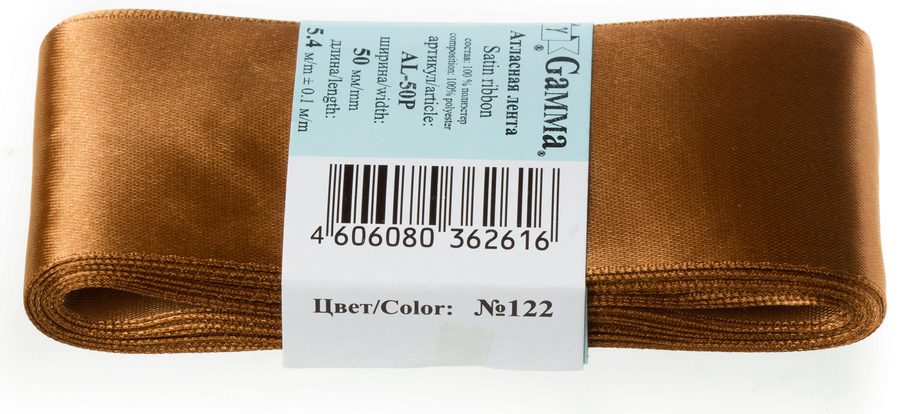 GaMMa®
Атласная лента
Satin ribbon
состав: 100 % полиэстер
composition: 100% polyester
артикул/article:
AL-50P
ширина/width:
50 мм/mm
длина/length:
5.4 м/m ± 0.1 м/m
4 606080 362616
Цвет/Color: №122